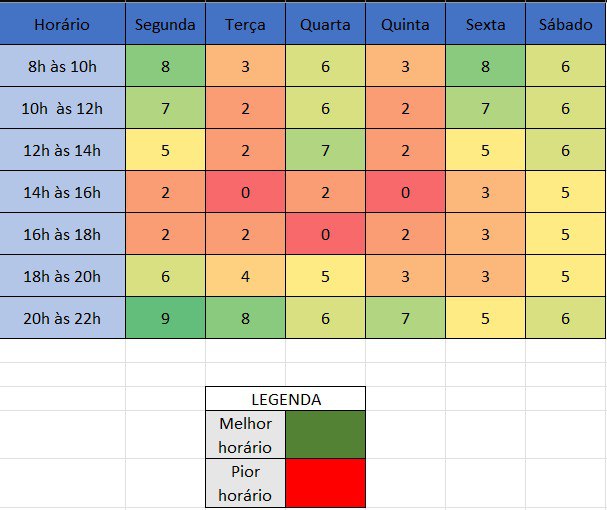 Horário Segunda Terça Quarta Quinta Sexta Sábado
8h às 10h 8 3 6 3 8 6
10h  às 12h 7 2 6 2 7 6
12h às 14h 5 2 7 2 5 6
14h às 16h 2 0 2 0 3 5
16h às 18h 2 2 0 2 3 5
18h às 20h 6 4 5 3 3 5
20h às 22h 9 8 6 7 5 6
LEGENDA
Melhor
horário
Pior
horário